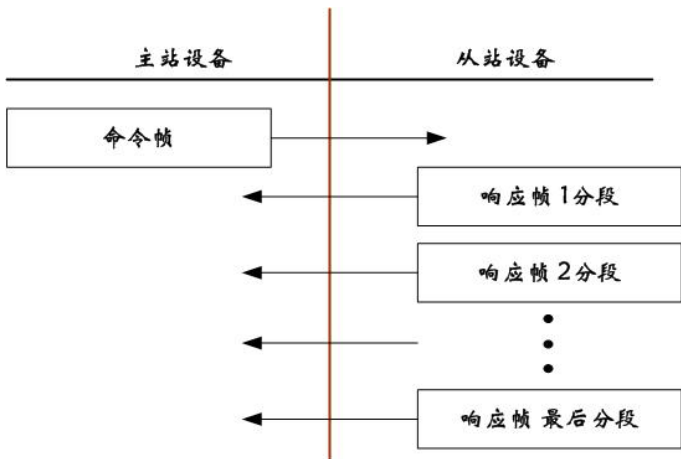 主站设备 从站设备
命令帧
响应帧 1分段
响应帧 2分段
响应帧 最后分段